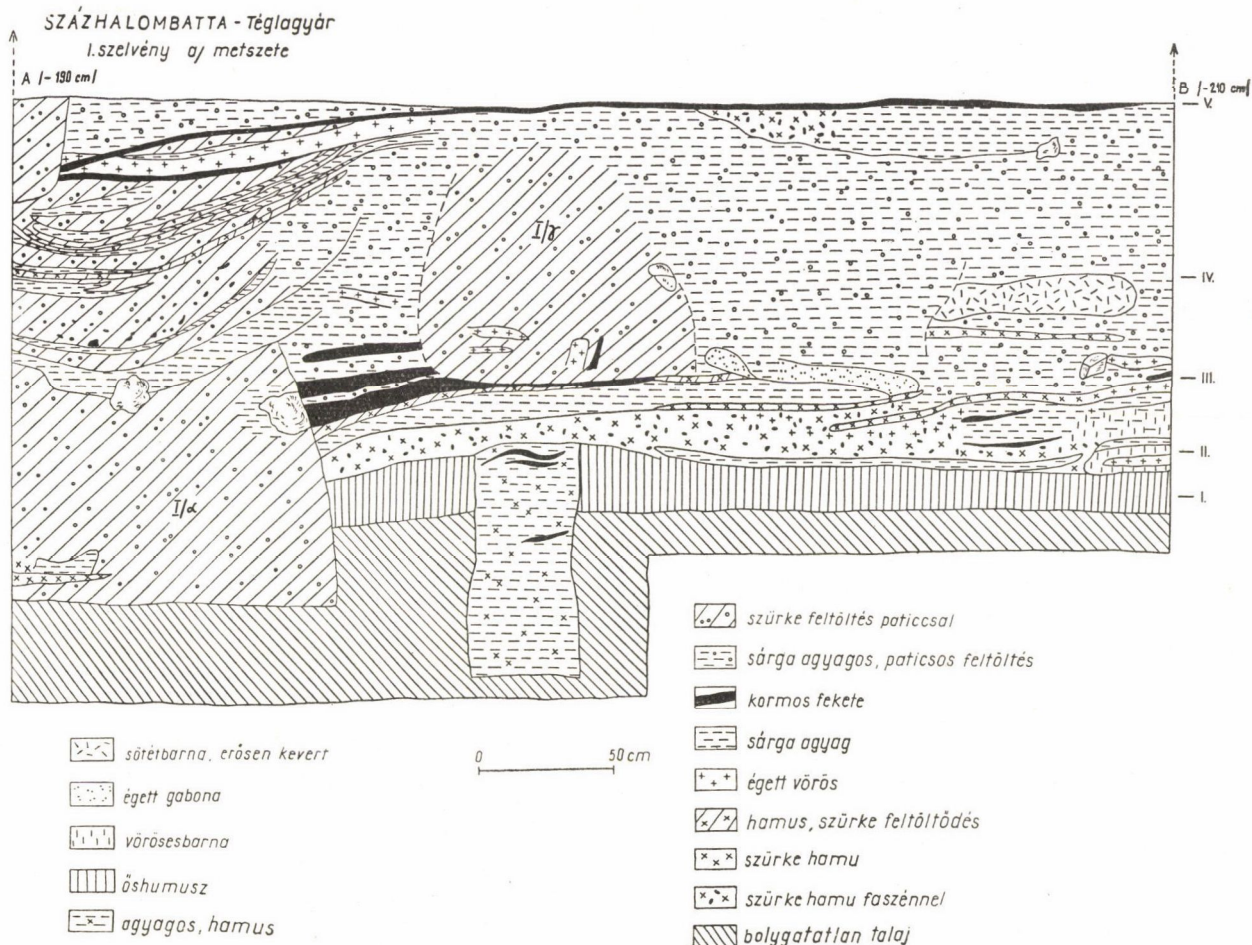 SZÁZHALOMBATTA - Téglagyár
I. szelvény a/ metszete
A /-190 cm/
B /-210 cm/
V.
I/γ
IV.
III.
II.
I/α
I.
szürke feltöltés paticcsal
sárga agyagos, paticsos feltöltés
kormos fekete
sárga agyag
égett vörös
hamus, szürke feltöltődés
szürke hamu
szürke hamu faszénnel
bolygatatlan talaj
sötétbarna, erősen kevert
égett gabona
vörösesbarna
őshumusz
agyagos, hamus
0 50 cm